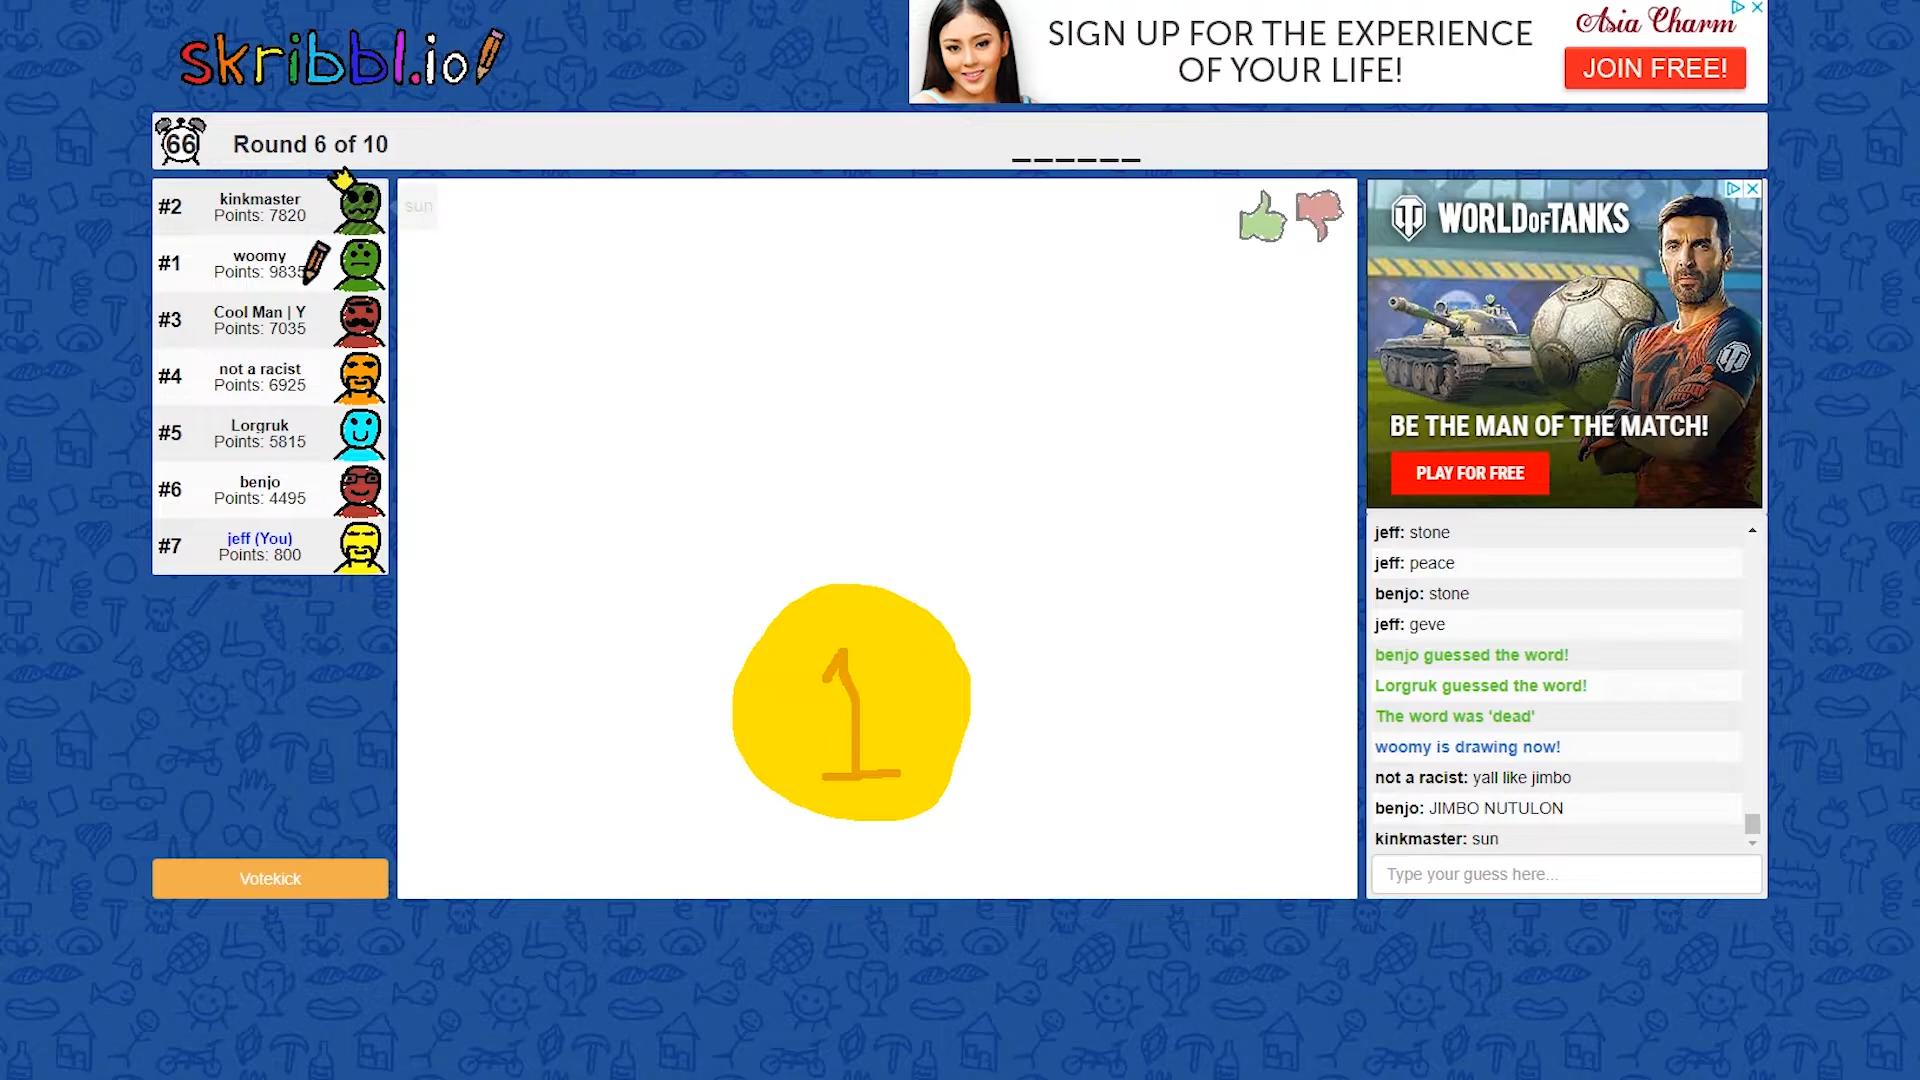 skribbl.io
SIGN UP FOR THE EXPERIENCE
OF YOUR LIFE!
Asia Charm
JOIN FREE!
66
Round 6 of 10
______
#2
kinkmaster
Points: 7820
#1
woomy
Points: 9835
#3
Cool Man | Y
Points: 7035
#4
not a racist
Points: 6925
#5
Lorgruk
Points: 5815
#6
benjo
Points: 4495
#7
jeff (You)
Points: 800
Votekick
sun
1
WORLD OF TANKS
BE THE MAN OF THE MATCH!
PLAY FOR FREE
jeff: stone
jeff: peace
benjo: stone
jeff: geve
benjo guessed the word!
Lorgruk guessed the word!
The word was 'dead'
woomy is drawing now!
not a racist: yall like jimbo
benjo: JIMBO NUTULON
kinkmaster: sun
Type your guess here...